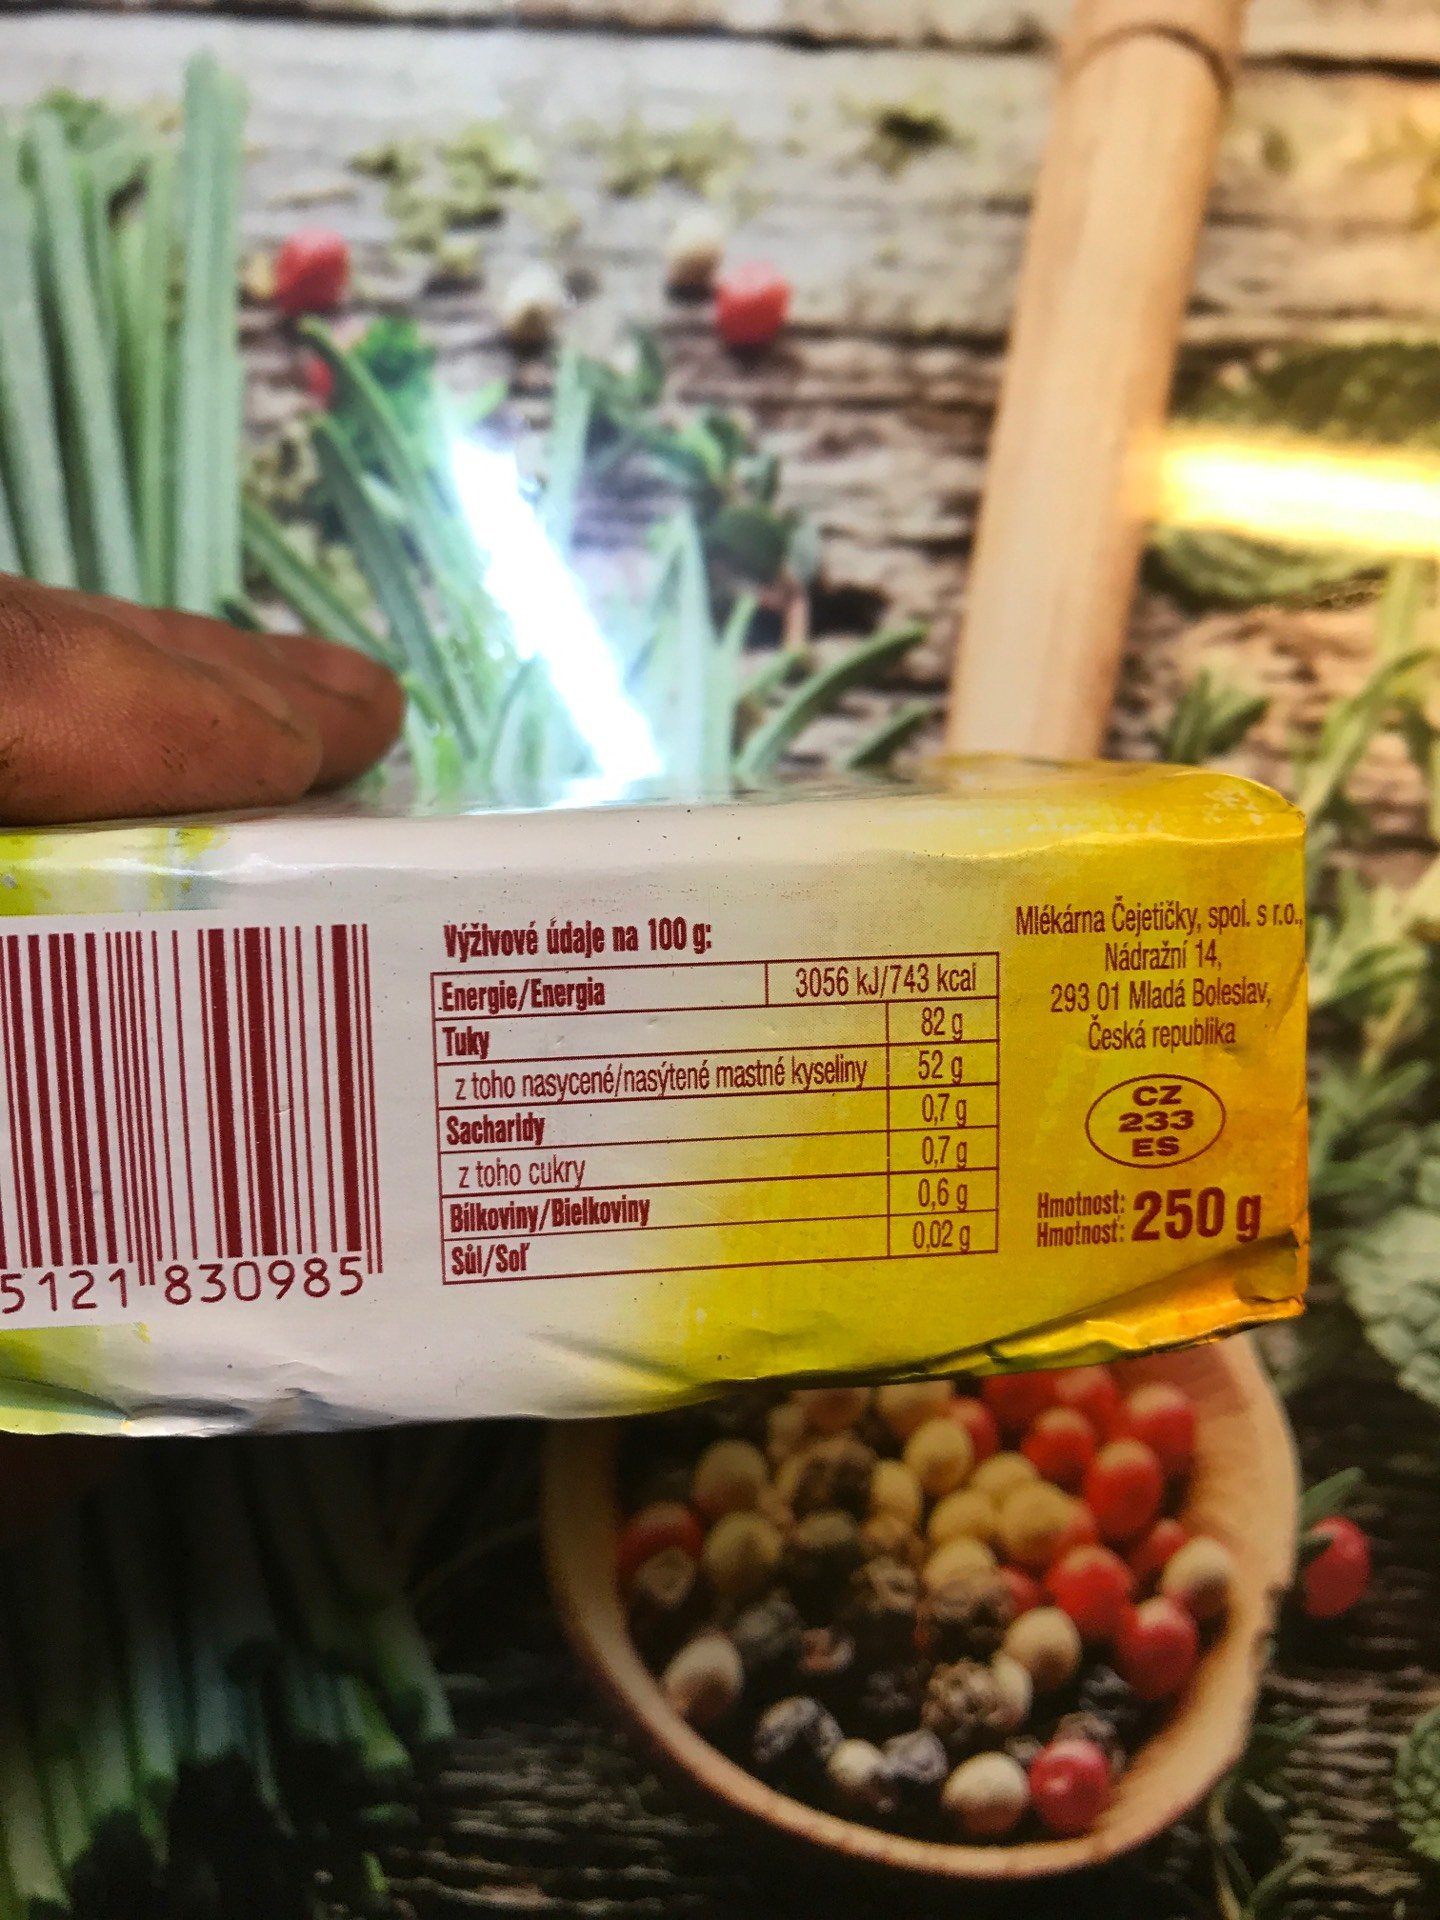 5121 830985
Výživové údaje na 100 g:
Energie/Energia 3056 kJ/743 kcal
Tuky 82 g
z toho nasycené/nasýtené mastné kyseliny 52 g
Sacharidy 0,7 g
z toho cukry 0,7 g
Bílkoviny/Bielkoviny 0,6 g
Sůl/Soľ 0,02 g
Mlékárna Čejetičky, spol. s r.o.,
Nádražní 14,
293 01 Mladá Boleslav,
Česká republika
CZ
233
ES
Hmotnost:
Hmotnosť:
250 g